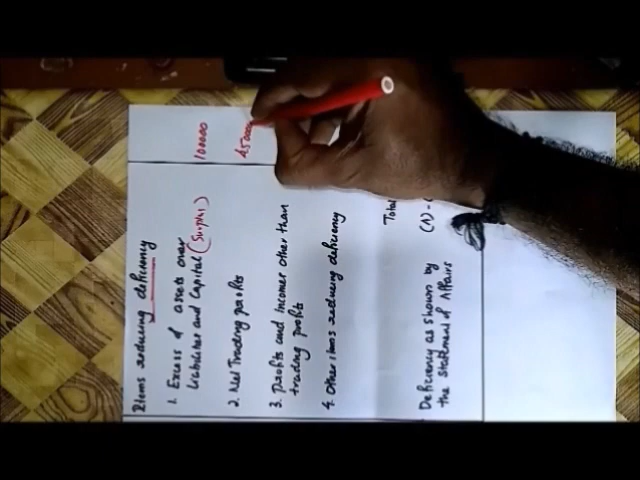 Items reducing deficiency
1. Excess of assets over
liabilities and capital (Surplus) 100000
2. Net Trading profits 45000
3. Profits and Incomes other than
trading profits
4. Other items reducing deficiency
Total
Deficiency as shown by (A) -
the statement of Affairs